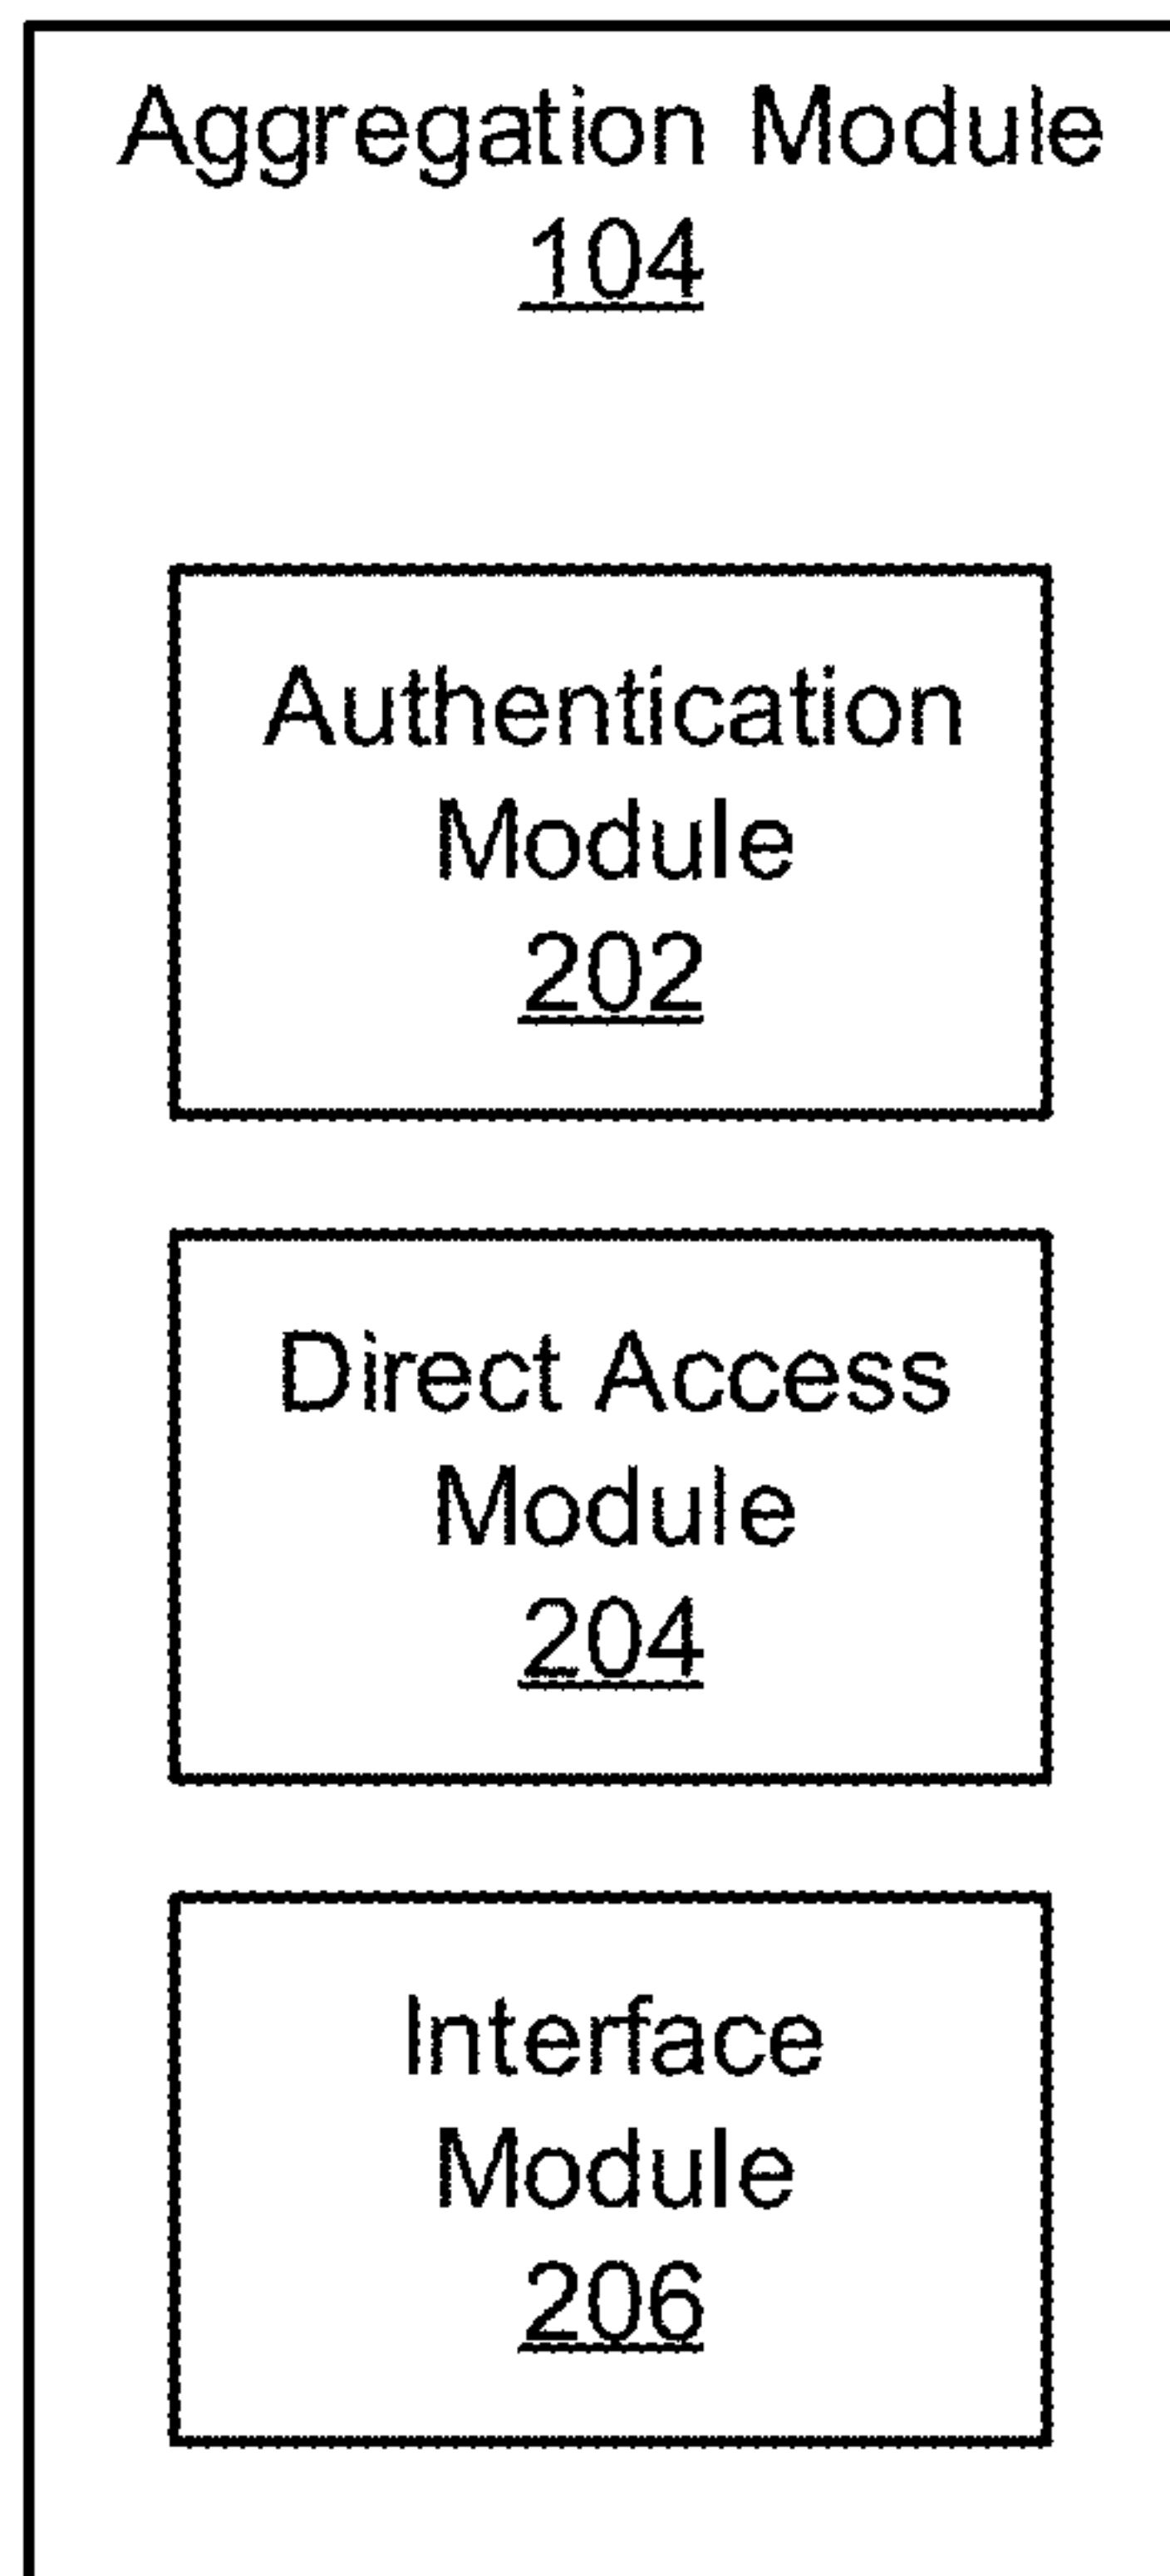 Aggregation Module
104
Authentication
Module
202
Direct Access
Module
204
Interface
Module
206